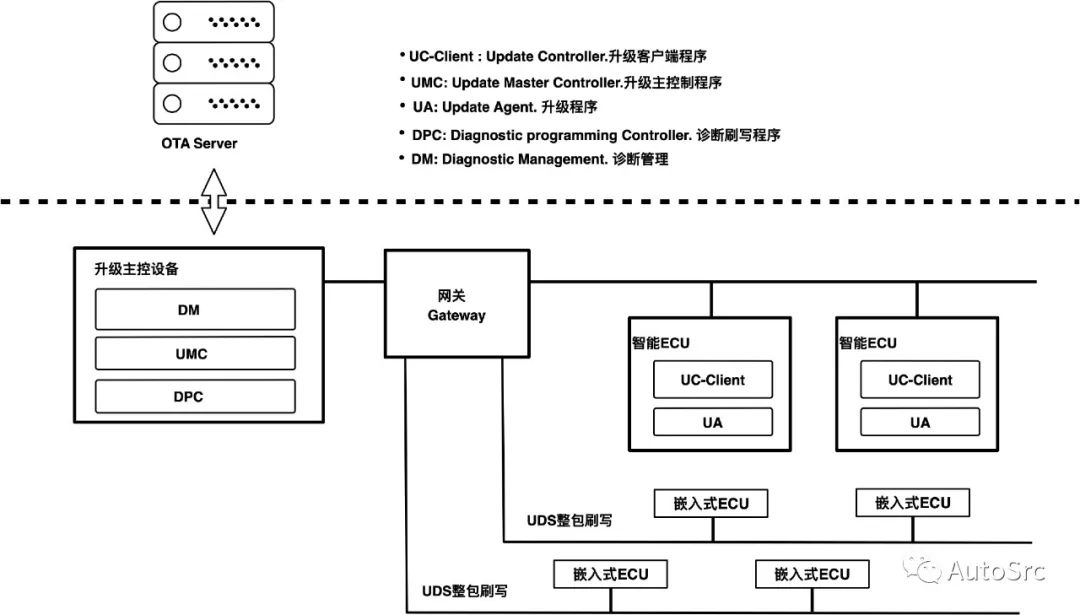 • UC-Client : Update Controller.升级客户端程序
• UMC: Update Master Controller.升级主控制程序
• UA: Update Agent. 升级程序
• DPC: Diagnostic programming Controller. 诊断刷写程序
• DM: Diagnostic Management. 诊断管理
OTA Server
升级主控设备
DM
UMC
DPC
网关
Gateway
智能ECU
UC-Client
UA
智能ECU
UC-Client
UA
嵌入式ECU
嵌入式ECU
UDS整包刷写
嵌入式ECU
嵌入式ECU
UDS整包刷写
AutoSrc